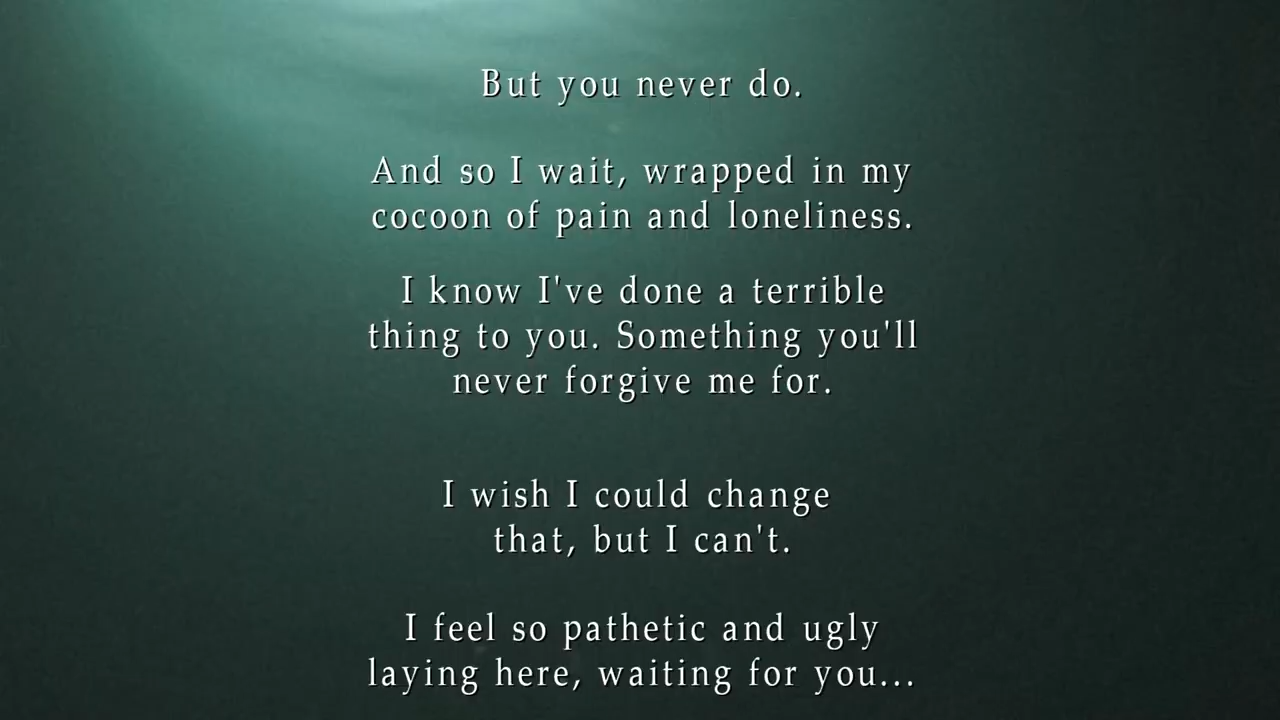 But you never do.
And so I wait, wrapped in my
cocoon of pain and loneliness.
I know I've done a terrible
thing to you. Something you'll
never forgive me for.
I wish I could change
that, but I can't.
I feel so pathetic and ugly
laying here, waiting for you...